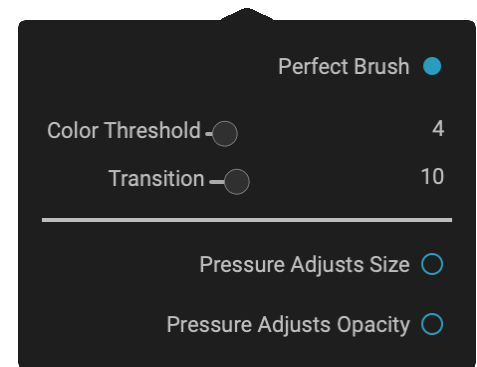 Perfect Brush
Color Threshold 4
Transition 10
Pressure Adjusts Size
Pressure Adjusts Opacity